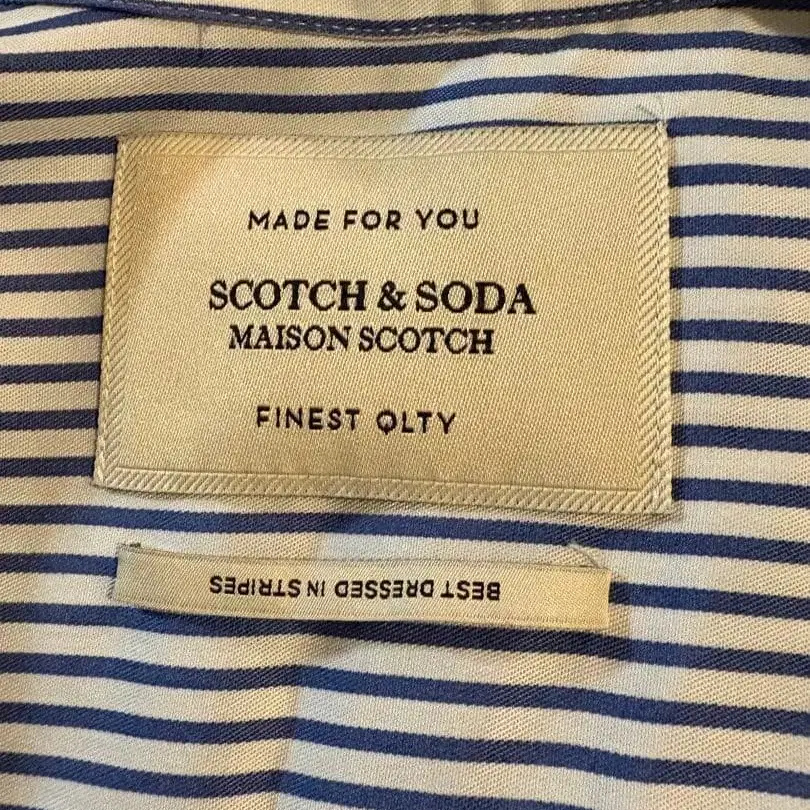 MADE FOR YOU
SCOTCH & SODA
MAISON SCOTCH
FINEST QLTY
BEST DRESSED IN STRIPES